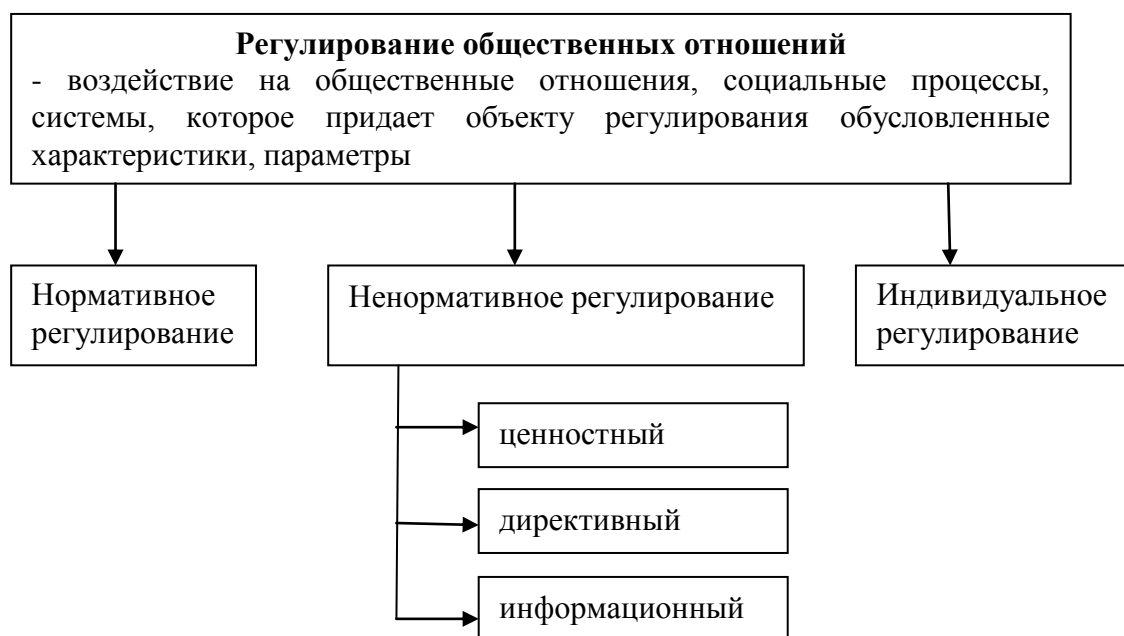 Регулирование общественных отношений
- воздействие на общественные отношения, социальные процессы,
системы, которое придает объекту регулирования обусловленные
характеристики, параметры
Нормативное
регулирование
Ненормативное регулирование
Индивидуальное
регулирование
ценностный
директивный
информационный